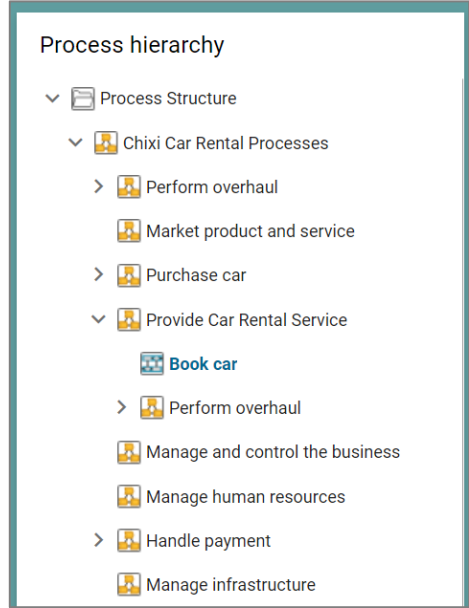 Process hierarchy
Process Structure
Chixi Car Rental Processes
Perform overhaul
Market product and service
Purchase car
Provide Car Rental Service
Book car
Perform overhaul
Manage and control the business
Manage human resources
Handle payment
Manage infrastructure